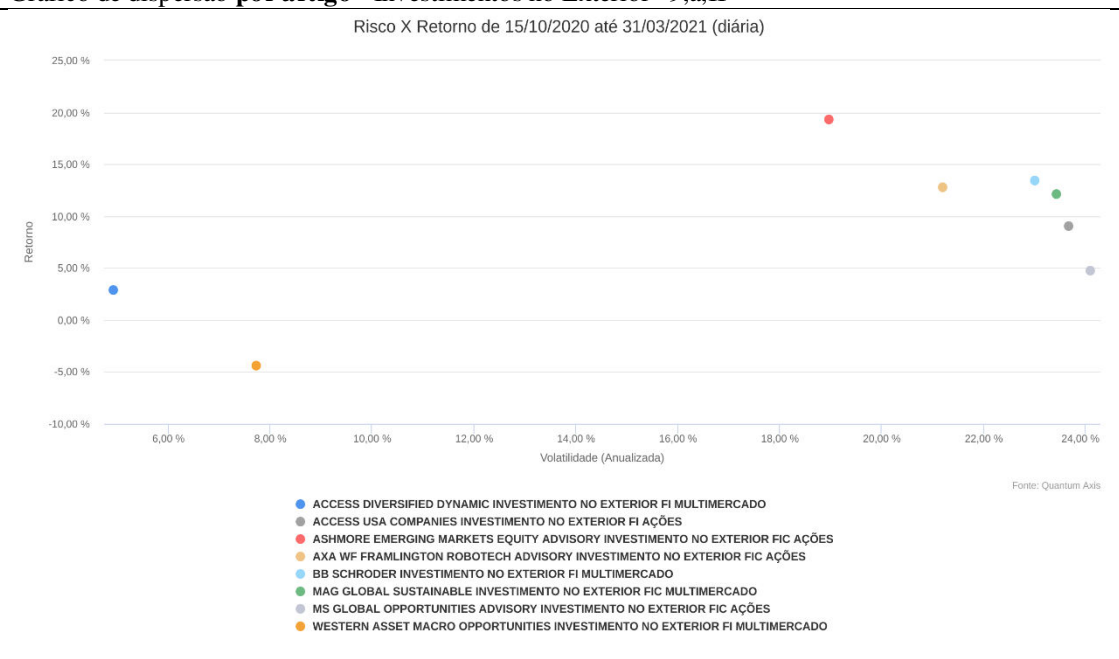 Risco X Retorno de 15/10/2020 até 31/03/2021 (diária)
25,00 %
20,00 %
15,00 %
10,00 %
5,00 %
0,00 %
-5,00 %
-10,00 %
Retorno
6,00 %
8,00 %
10,00 %
12,00 %
14,00 %
16,00 %
18,00 %
20,00 %
22,00 %
24,00 %
Volatilidade (Anualizada)
Fonte: Quantum Axis
ACCESS DIVERSIFIED DYNAMIC INVESTIMENTO NO EXTERIOR FI MULTIMERCADO
ACCESS USA COMPANIES INVESTIMENTO NO EXTERIOR FI AÇÕES
ASHMORE EMERGING MARKETS EQUITY ADVISORY INVESTIMENTO NO EXTERIOR FIC AÇÕES
AXA WF FRAMLINGTON ROBOTECH ADVISORY INVESTIMENTO NO EXTERIOR FIC AÇÕES
BB SCHRODER INVESTIMENTO NO EXTERIOR FI MULTIMERCADO
MAG GLOBAL SUSTAINABLE INVESTIMENTO NO EXTERIOR FIC MULTIMERCADO
MS GLOBAL OPPORTUNITIES ADVISORY INVESTIMENTO NO EXTERIOR FIC AÇÕES
WESTERN ASSET MACRO OPPORTUNITIES INVESTIMENTO NO EXTERIOR FI MULTIMERCADO